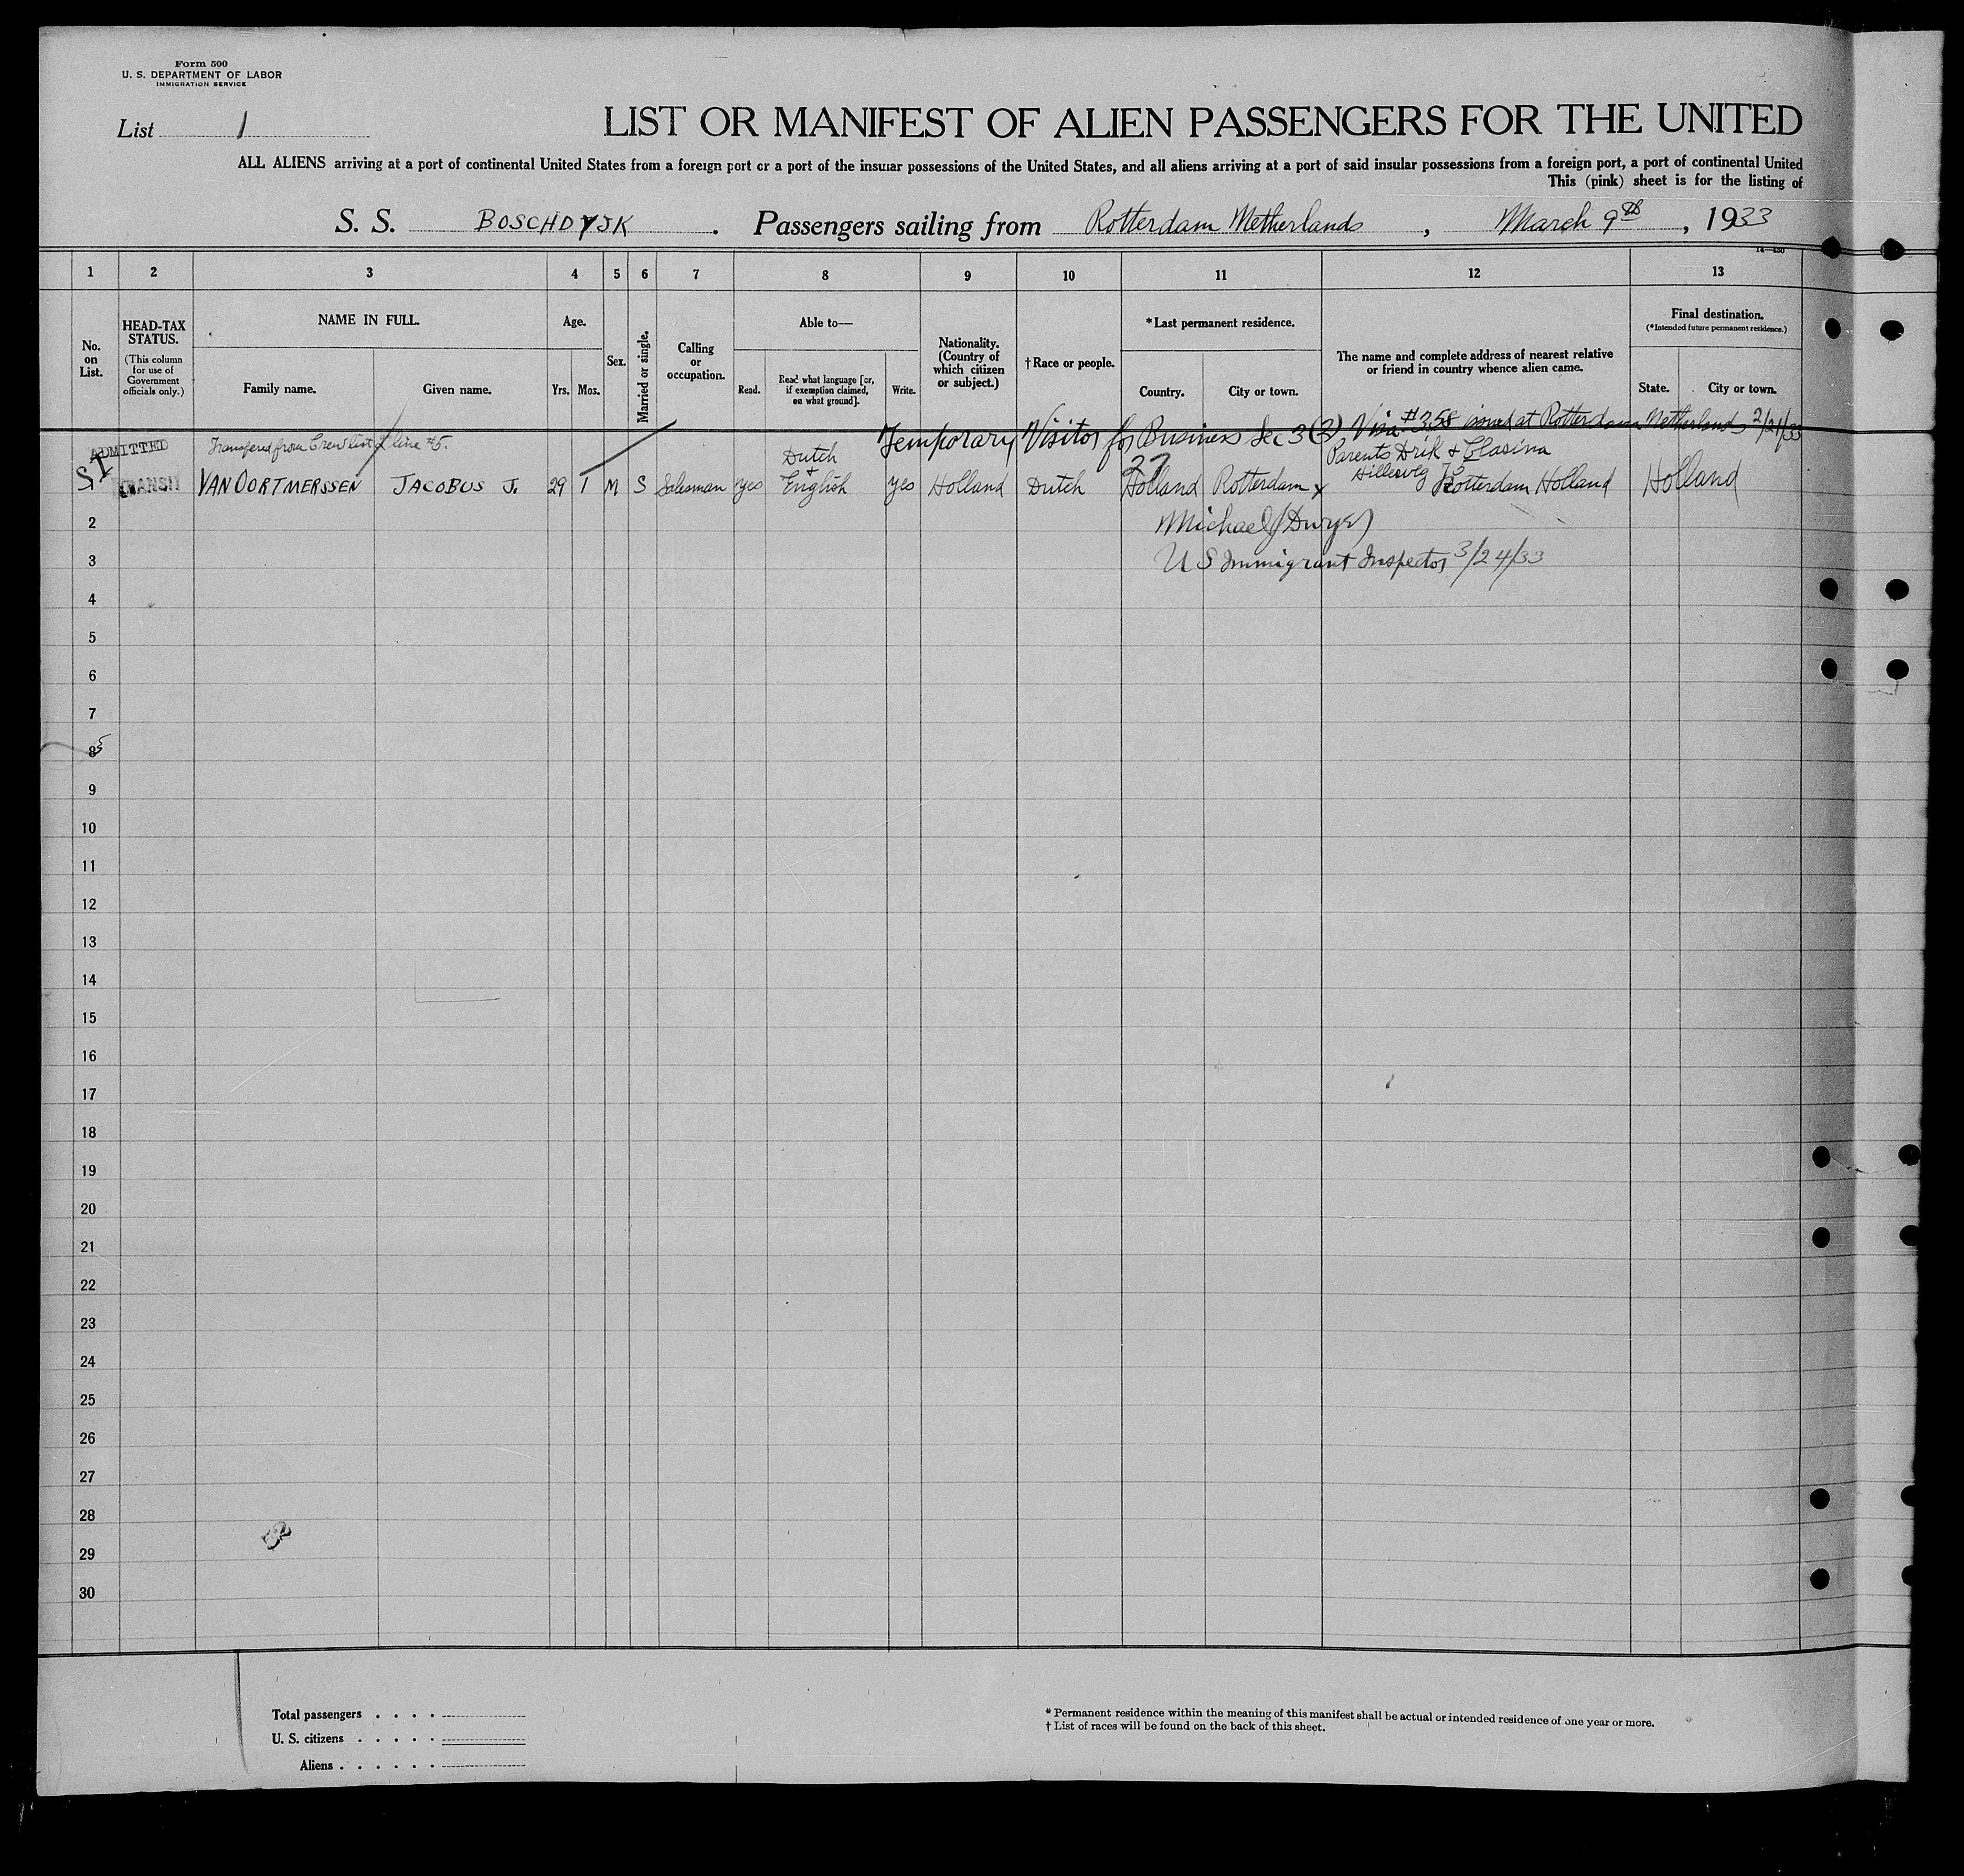 Form 500
U. S. DEPARTMENT OF LABOR
IMMIGRATION SERVICE
List 1
LIST OR MANIFEST OF ALIEN PASSENGERS FOR THE UNITED
ALL ALIENS arriving at a port of continental United States from a foreign port or a port of the insular possessions of the United States, and all aliens arriving at a port of said insular possessions from a foreign port, a port of continental United
This (pink) sheet is for the listing of
S. S. BOSCHDYJK. Passengers sailing from Rotterdam Netherlands, March 9th, 1933
1 2 3 4 5 6 7 8 9 10 11 12 13
No. on List.
HEAD-TAX STATUS.
(This column for use of Government officials only.)
NAME IN FULL.
Family name.
Given name.
Age.
Yrs. Mos.
Sex.
Married or single.
Calling or occupation.
Able to—
Read.
Read what language [or, if exemption claimed, on what ground].
Write.
Nationality. (Country of which citizen or subject.)
†Race or people.
*Last permanent residence.
Country.
City or town.
The name and complete address of nearest relative or friend in country whence alien came.
Final destination.
(*Intended future permanent residence.)
State.
City or town.
Temporary Visitor for Business Sec 3(2) Visa #358 issued at Rotterdam Netherlands 2/21/33
ADMITTED
Transferred from Crew list line #5.
Dutch +
27
Parents Drik + Clasina
SI
TRANSIT VAN OORTMERSSEN JACOBUS J. 29 1 M S Salesman yes English yes Holland Dutch Holland Rotterdam x Rotterdam Holland Holland
2 Michael J Dwyer
3 U S Immigrant Inspector 3/24/33
4
5
6
7
8
9
10
11
12
13
14
15
16
17
18
19
20
21
22
23
24
25
26
27
28
29
30
Total passengers . . . .
U. S. citizens . . . . .
Aliens . . . . . .
* Permanent residence within the meaning of this manifest shall be actual or intended residence of one year or more.
† List of races will be found on the back of this sheet.